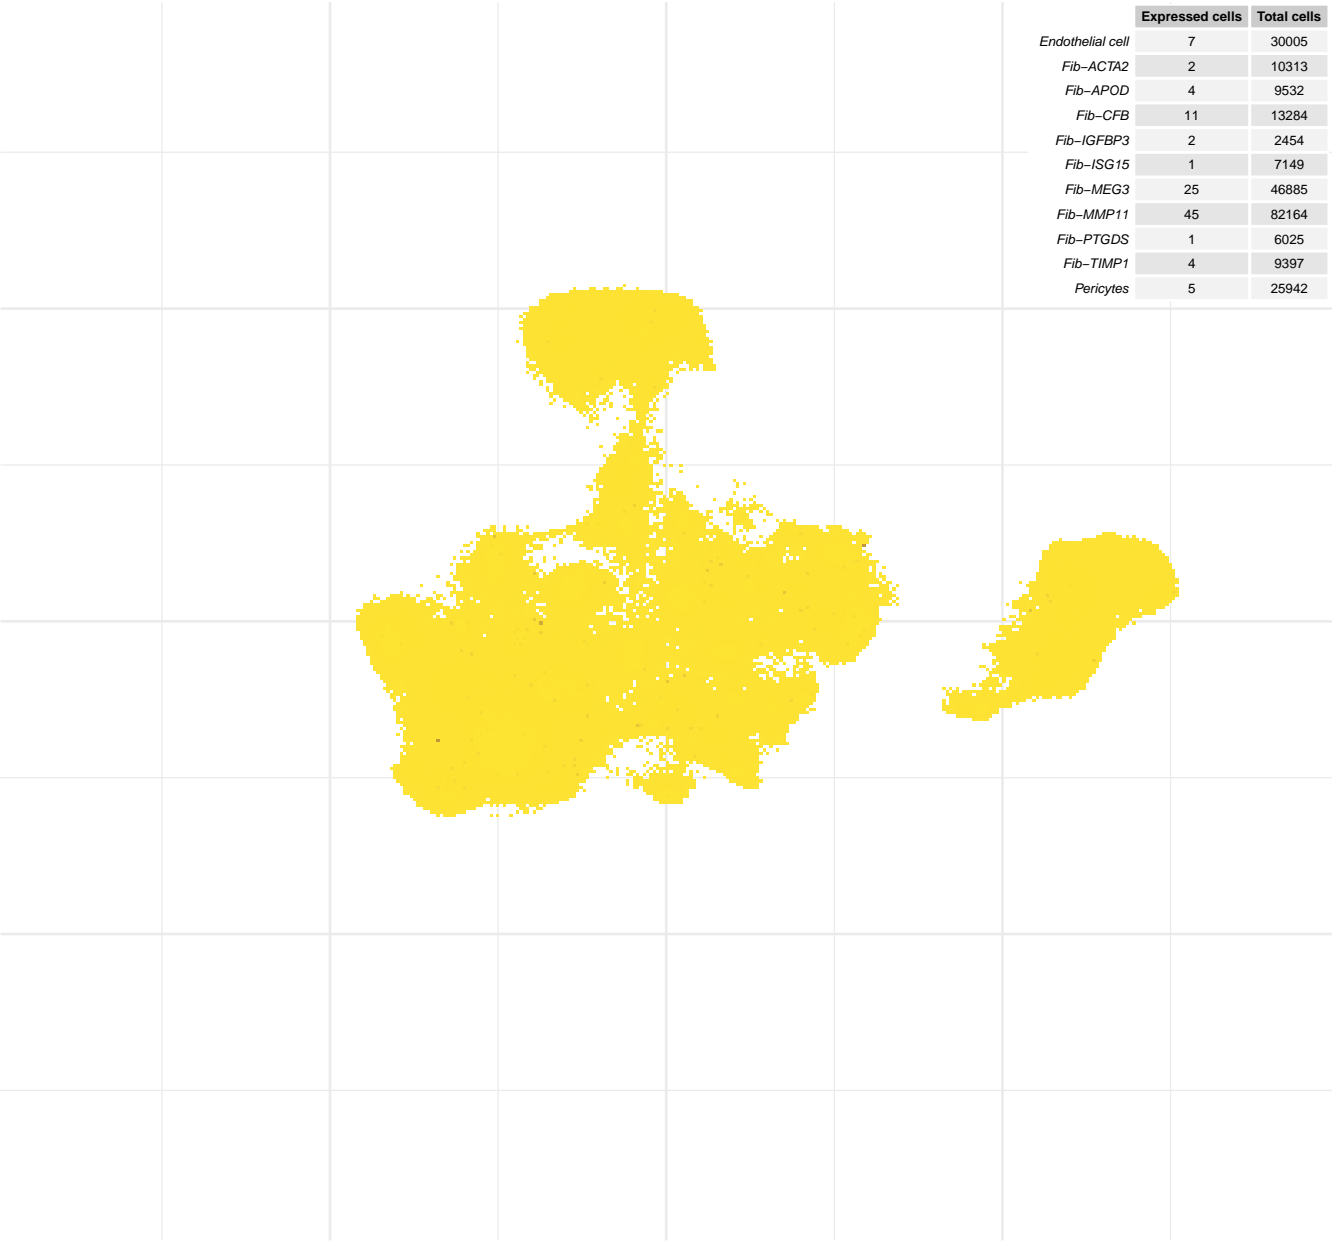 Expressed cells Total cells
Endothelial cell 7 30005
Fib−ACTA2 2 10313
Fib−APOD 4 9532
Fib−CFB 11 13284
Fib−IGFBP3 2 2454
Fib−ISG15 1 7149
Fib−MEG3 25 46885
Fib−MMP11 45 82164
Fib−PTGDS 1 6025
Fib−TIMP1 4 9397
Pericytes 5 25942